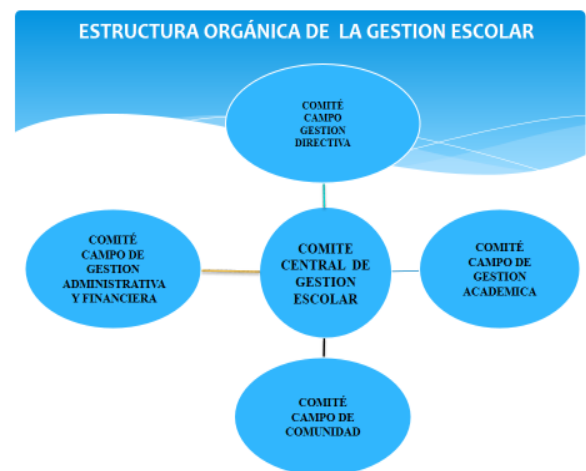 ESTRUCTURA ORGÁNICA DE LA GESTION ESCOLAR
COMITÉ
CAMPO
GESTION
DIRECTIVA
COMITÉ
CAMPO DE
GESTION
ADMINISTRATIVA
Y FINANCIERA
COMITE
CENTRAL DE
GESTION
ESCOLAR
COMITÉ
CAMPO DE
GESTION
ACADEMICA
COMITÉ
CAMPO DE
COMUNIDAD